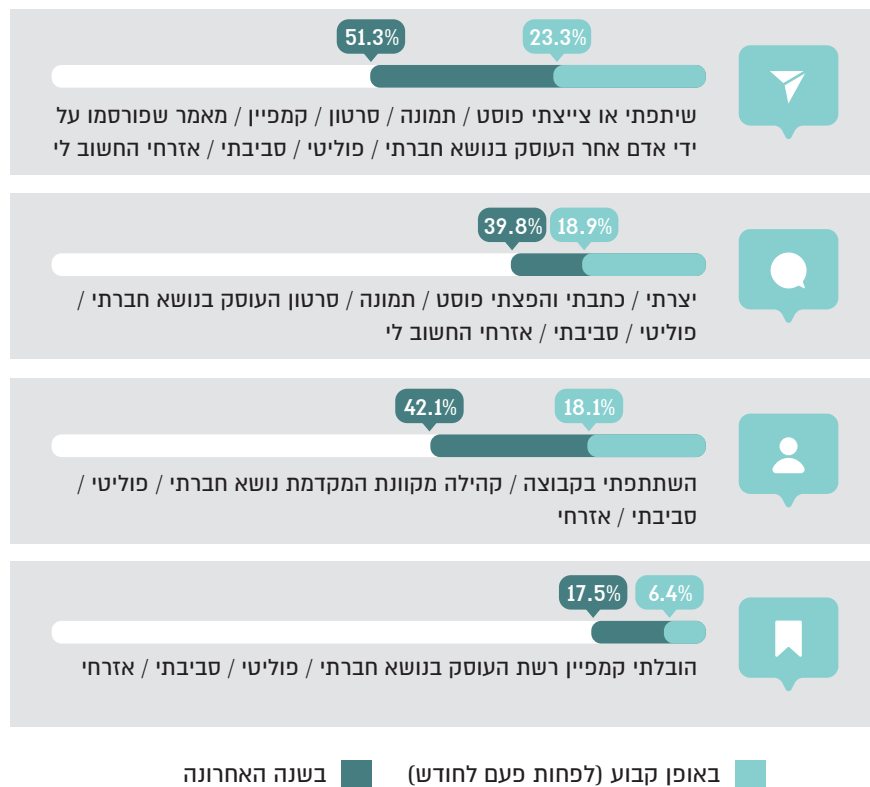 23.3% 51.3%
שיתפתי או צייצתי פוסט / תמונה / סרטון / קמפיין / מאמר שפורסמו על
ידי אדם אחר העוסק בנושא חברתי / פוליטי / סביבתי / אזרחי החשוב לי
18.9% 39.8%
יצרתי / כתבתי והפצתי פוסט / תמונה / סרטון העוסק בנושא חברתי /
פוליטי / סביבתי / אזרחי החשוב לי
18.1% 42.1%
השתתפתי בקבוצה / קהילה מקוונת המקדמת נושא חברתי / פוליטי /
סביבתי / אזרחי
6.4% 17.5%
הובלתי קמפיין רשת העוסק בנושא חברתי / פוליטי / סביבתי / אזרחי
באופן קבוע (לפחות פעם לחודש) בשנה האחרונה